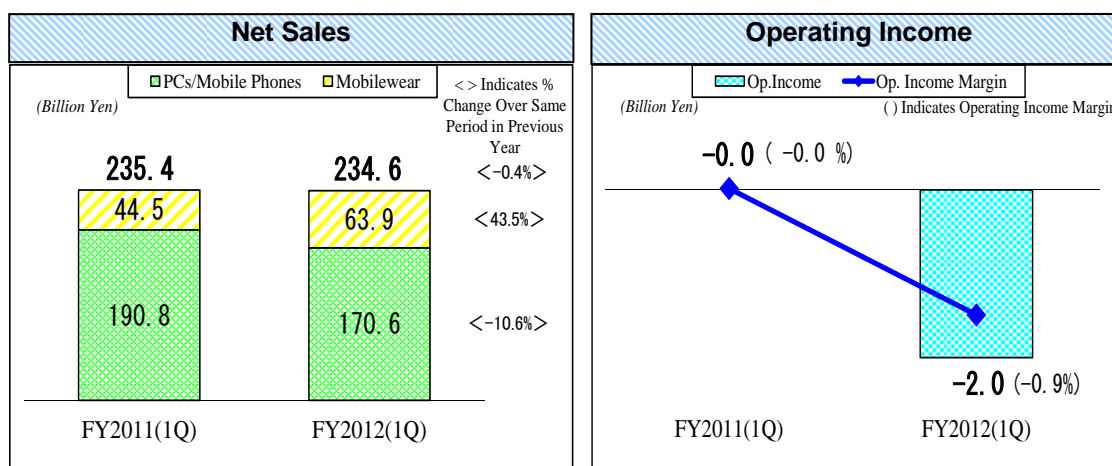 Net Sales
PCs/Mobile Phones Mobilewear
(Billion Yen)
< > Indicates %
Change Over Same
Period in Previous
Year
235.4 234.6 <-0.4%>
44.5 63.9 <43.5%>
190.8 170.6 <-10.6%>
FY2011(1Q) FY2012(1Q)
Operating Income
Op.Income Op. Income Margin
(Billion Yen) ( ) Indicates Operating Income Margin
-0.0 ( -0.0 %)
-2.0 (-0.9%)
FY2011(1Q) FY2012(1Q)